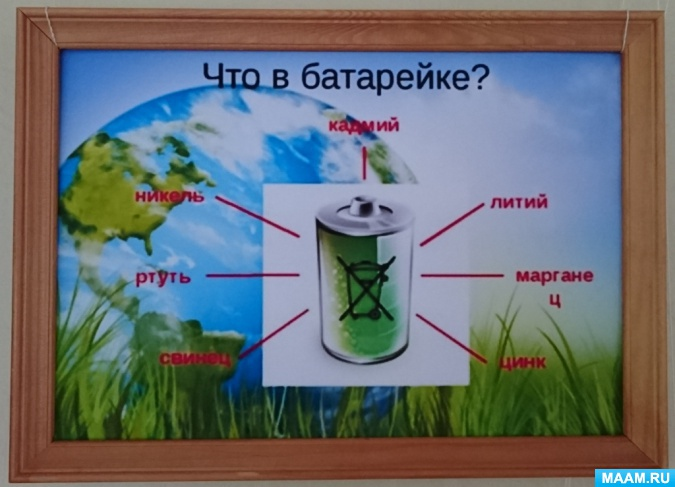 Что в батарейке?
кадмий
никель
литий
ртуть
маргане
ц
свинец
цинк
MAAM.RU